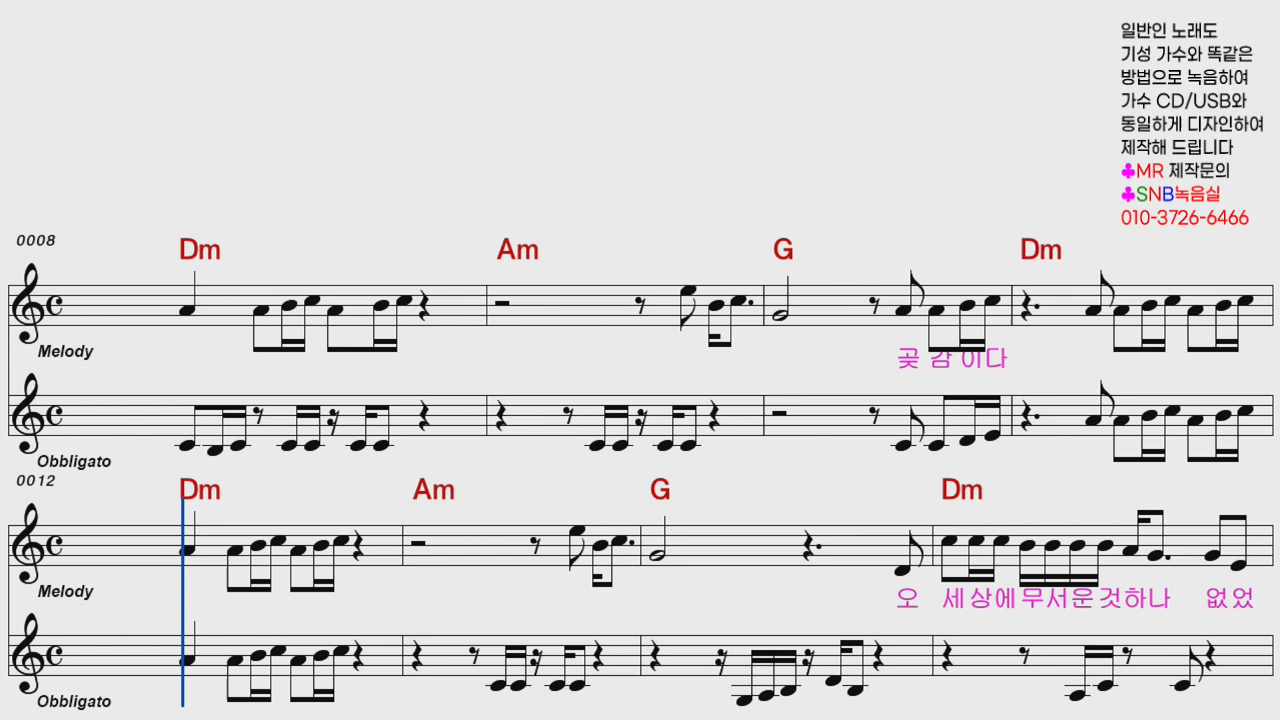 일반인 노래도
기성 가수와 똑같은
방법으로 녹음하여
가수 CD/USB와
동일하게 디자인하여
제작해 드립니다
♣MR 제작문의
♣SNB녹음실
010-3726-6466
0008
Dm Am G Dm
Melody
곶 감 이다
Obbligato
0012
Dm Am G Dm
Melody
오 세상에무서운것하나 없었
Obbligato